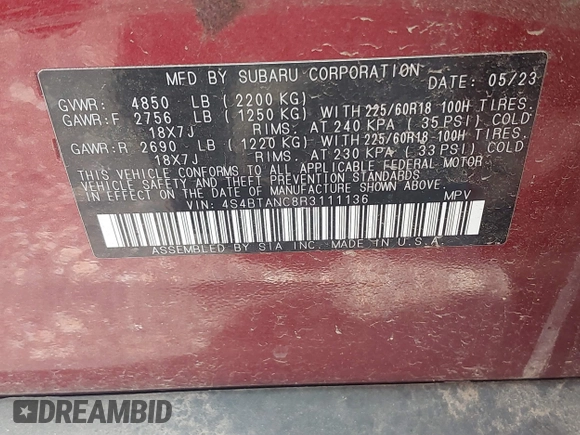 MFD BY SUBARU CORPORATION
DATE: 05/23
GVWR: 4850 LB (2200 KG)
GAWR:F 2756 LB (1250 KG) WITH 225/60R18 100H TIRES.
18X7J RIMS. AT 240 KPA (35 PSI) COLD
GAWR:R 2690 LB (1220 KG) WITH 225/60R18 100H TIRES.
18X7J RIMS. AT 230 KPA (33 PSI) COLD
THIS VEHICLE CONFORMS TO ALL APPLICABLE FEDERAL MOTOR
VEHICLE SAFETY AND THEFT PREVENTION STANDARDS
IN EFFECT ON THE DATE OF MANUFACTURE SHOWN ABOVE.
VIN: 4S4BTANC8R3111136 MPV
ASSEMBLED BY SIA INC. MADE IN U.S.A.
DREAMBID